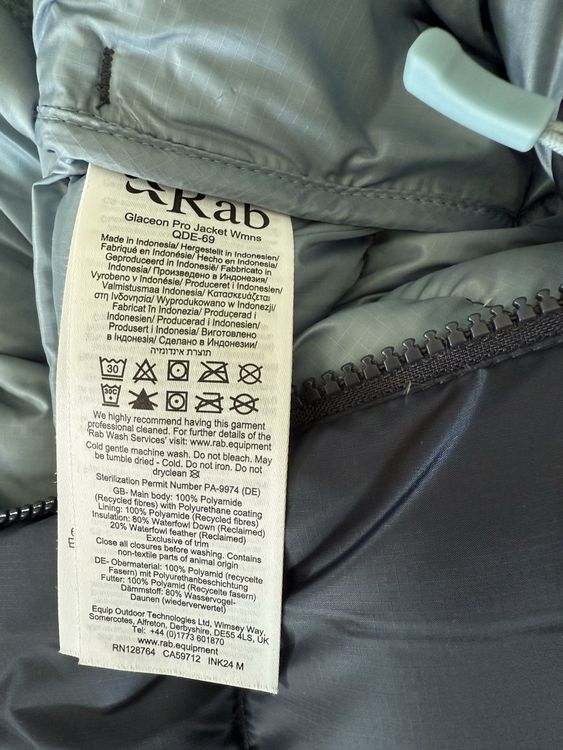 Rab
Glaceon Pro Jacket Wmns
QDE-69
Made in Indonesia/ Hergestellt in Indonesien/
Fabriqué en Indonésie/ Hecho en Indonesia/
Geproduceerd in Indonesië/ Fabbricato in
Indonesia/ Произведено в Индонезии/
Vyrobeno v Indonésie/ Produceret i Indonesien/
Valmistusmaa Indonesia/ Κατασκευάζεται
στη Ινδονησία/ Wyprodukowano w Indonezji/
Fabricat în Indonezia/ Producerad i
Indonesien/ Produced i Indonesien/
Produsert i Indonesia/ Виготовлено
в Індонезія/ Сделано в Индонезия/
תוצרת אינדונזיה
30
30C
We highly recommend having this garment
professional cleaned. For further details of the
Rab Wash Services' visit: www.rab.equipment
Cold gentle machine wash. Do not bleach. May
be tumble dried - Cold. Do not iron. Do not
dryclean
Sterilization Permit Number PA-9974 (DE)
GB- Main body: 100% Polyamide
(Recycled fibres) with Polyurethane coating
Lining: 100% Polyamide (Recycled fibres)
Insulation: 80% Waterfowl Down (Reclaimed)
20% Waterfowl feather (Reclaimed)
Exclusive of trim
Close all closures before washing. Contains
non-textile parts of animal origin
DE- Obermaterial: 100% Polyamid (recycelte
fasern) mit Polyurethanbeschichtung
Futter: 100% Polyamid (Recycelte Fasern)
Dämmstoff: 80% Wasservogel-
Daunen (wiederverwertet)
Equip Outdoor Technologies Ltd, Wimsey Way,
Somercotes, Alfreton, Derbyshire, DE55 4LS, UK
Tel: +44 (0)1773 601870
www.rab.equipment
RN128764 CA59712 INK24 M